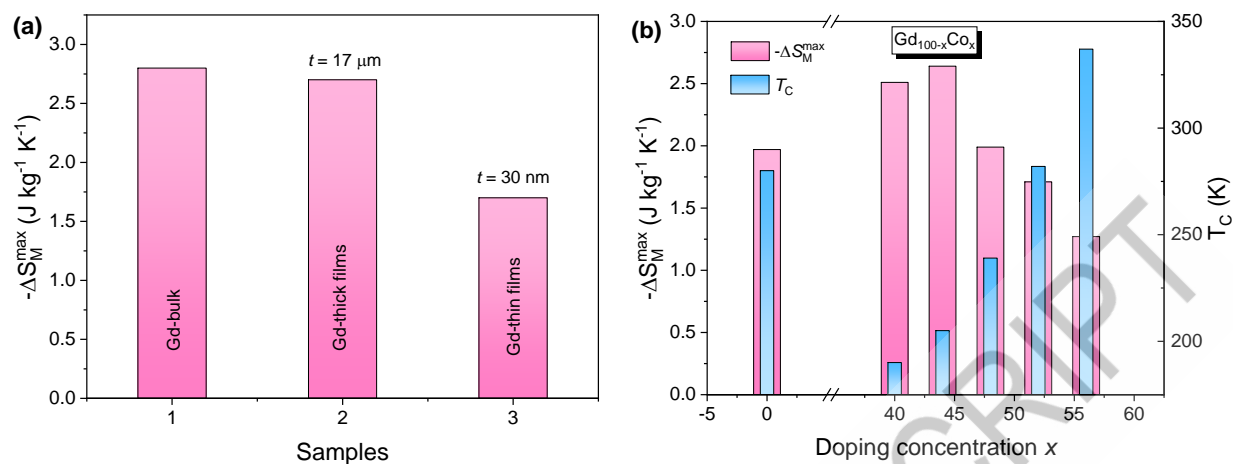 (a)
3.0
2.5
2.0
1.5
1.0
0.5
0.0
-ΔS_M^max (J kg^-1 K^-1)
t = 17 μm
t = 30 nm
Gd-bulk
Gd-thick films
Gd-thin films
1 2 3
Samples
(b)
3.0
2.5
2.0
1.5
1.0
0.5
0.0
-ΔS_M^max (J kg^-1 K^-1)
-ΔS_M^max
T_C
Gd_100-xCo_x
350
300
250
200
T_C (K)
-5 0 40 45 50 55 60
Doping concentration x
CRIPT